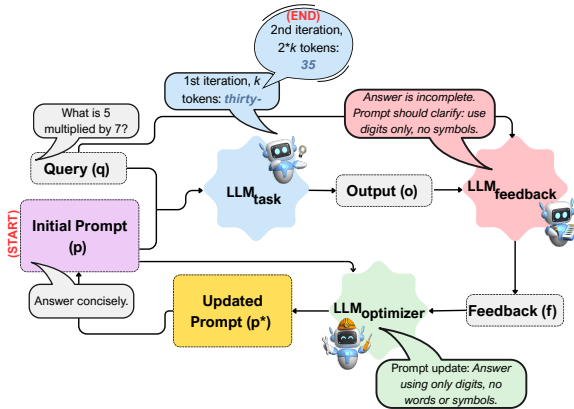 (END)
2nd iteration,
2*k tokens:
35
1st iteration, k
tokens: thirty-
What is 5
multiplied by 7?
Answer is incomplete.
Prompt should clarify: use
digits only, no symbols.
Query (q)
LLMtask
Output (o)
LLMfeedback
(START)
Initial Prompt
(p)
Answer concisely.
Updated
Prompt (p*)
LLMoptimizer
Feedback (f)
Prompt update: Answer
using only digits, no
words or symbols.